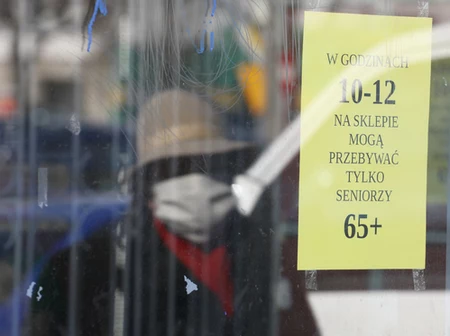 W GODZINACH
10-12
NA SKLEPIE
MOGĄ
PRZEBYWAĆ
TYLKO
SENIORZY
65+